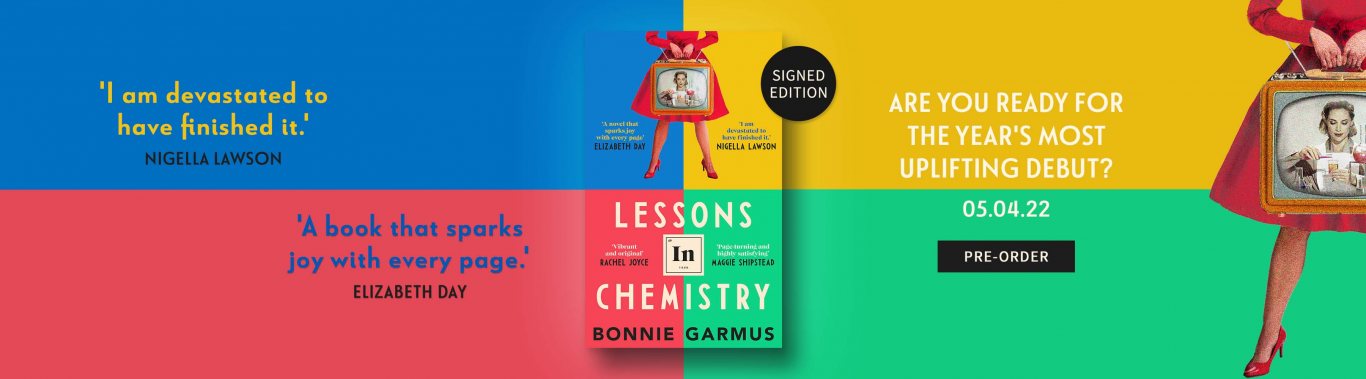 'I am devastated to
have finished it.'
NIGELLA LAWSON
'A book that sparks
joy with every page.'
ELIZABETH DAY
'A novel that
sparks joy
with every page'
ELIZABETH DAY
'I am
devastated to
have finished it.'
NIGELLA LAWSON
LESSONS
'Vibrant
and original'
RACHEL JOYCE
In
'Page-turning and
highly satisfying'
MAGGIE SHIPSTEAD
CHEMISTRY
BONNIE GARMUS
SIGNED
EDITION
ARE YOU READY FOR
THE YEAR'S MOST
UPLIFTING DEBUT?
05.04.22
PRE-ORDER